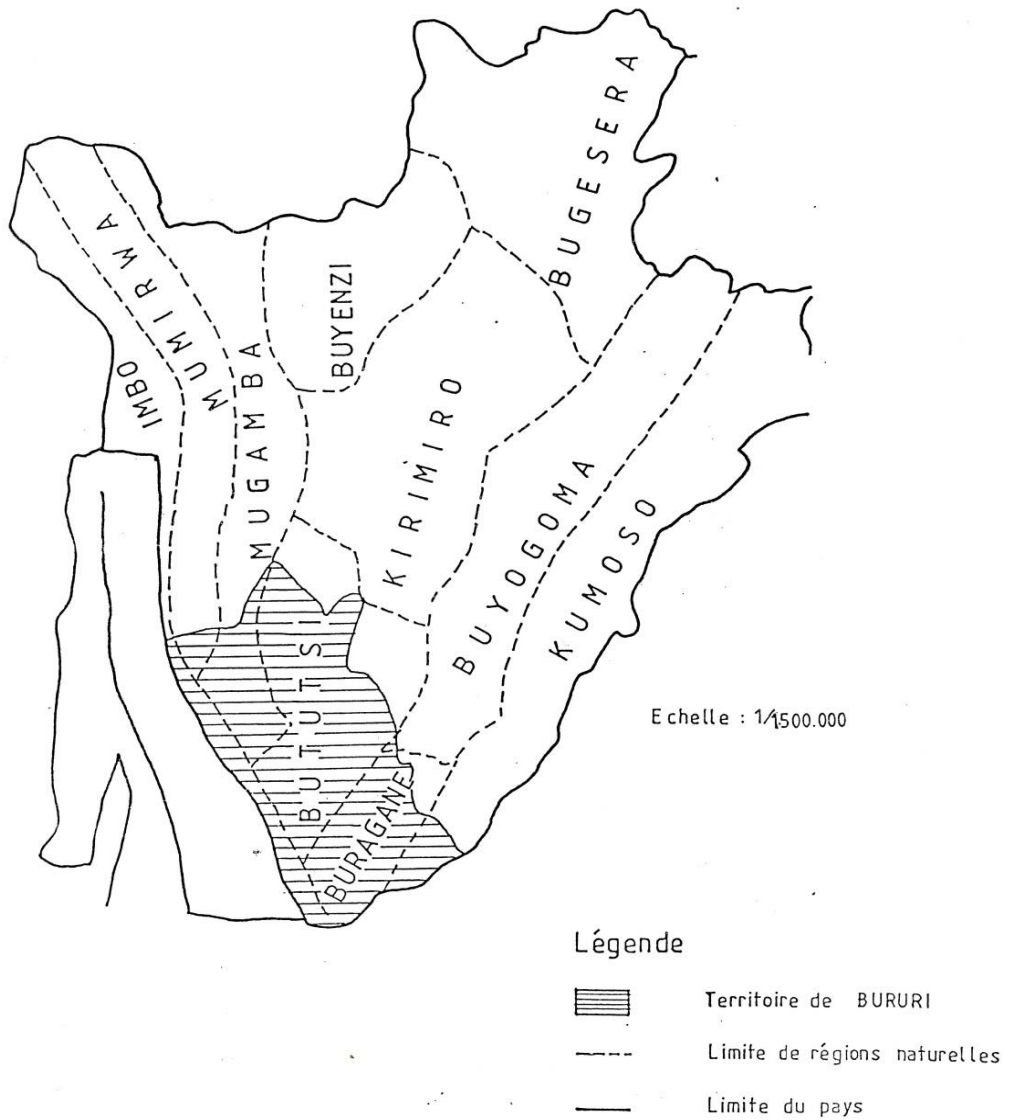 BUGESERA
MUMIRWA
BUYENZI
IMBO
MUGAMBA
KIRIMIRO
BUYOGOMA
KUMOSO
BUTUTSI
BURAGANE
Echelle : 1/1500.000
Légende
Territoire de BURURI
Limite de régions naturelles
Limite du pays